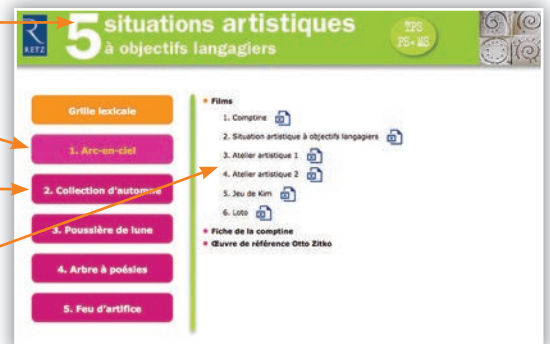 RETZ
5 situations artistiques
à objectifs langagiers
TPS
PS • MS
Grille lexicale
1. Arc-en-ciel
2. Collection d'automne
3. Poussière de lune
4. Arbre à poésies
5. Feu d'artifice
• Films
1. Comptine
2. Situation artistique à objectifs langagiers
3. Atelier artistique 1
4. Atelier artistique 2
5. Jeu de Kim
6. Loto
• Fiche de la comptine
• Œuvre de référence Otto Zitko